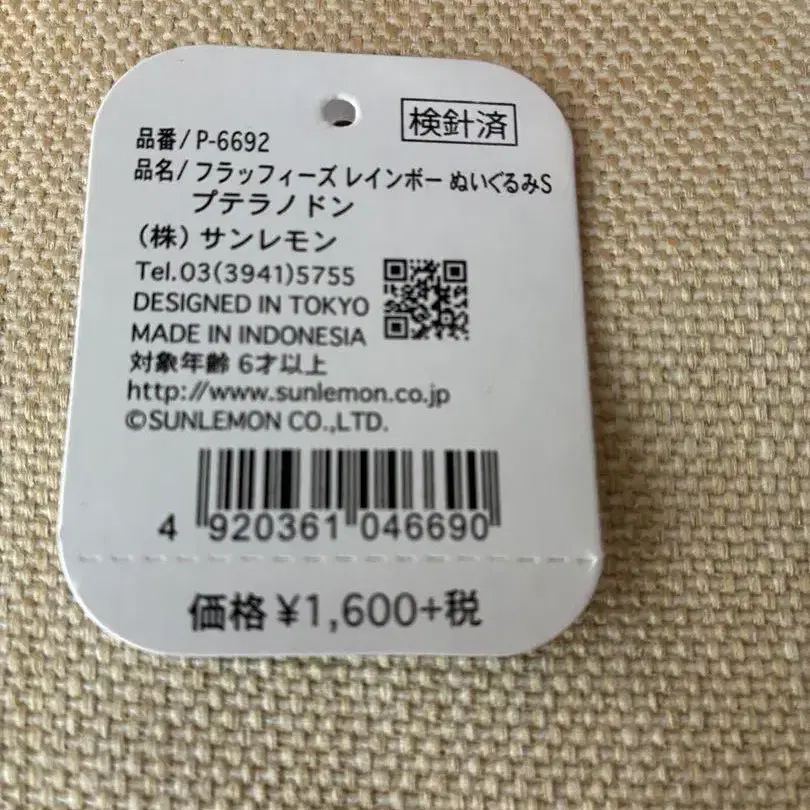 検針済
品番/P-6692
品名/フラッフィーズ レインボー ぬいぐるみS
プテラノドン
(株) サンレモン
Tel.03(3941)5755
DESIGNED IN TOKYO
MADE IN INDONESIA
対象年齢 6才以上
http://www.sunlemon.co.jp
©SUNLEMON CO.,LTD.
4 920361 046690
価格 ¥1,600+税